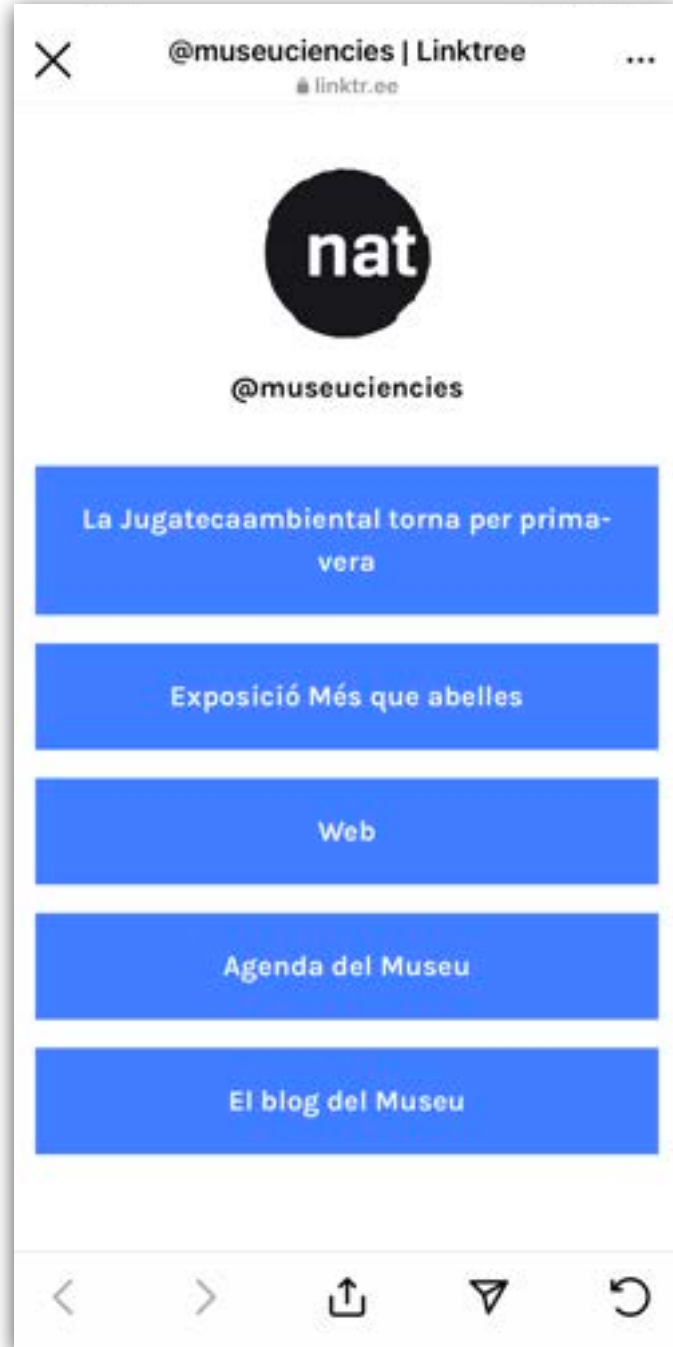 @museuciencies | Linktree
linktr.ee
nat
@museuciencies
La Jugatecaambiental torna per prima-
vera
Exposició Més que abelles
Web
Agenda del Museu
El blog del Museu